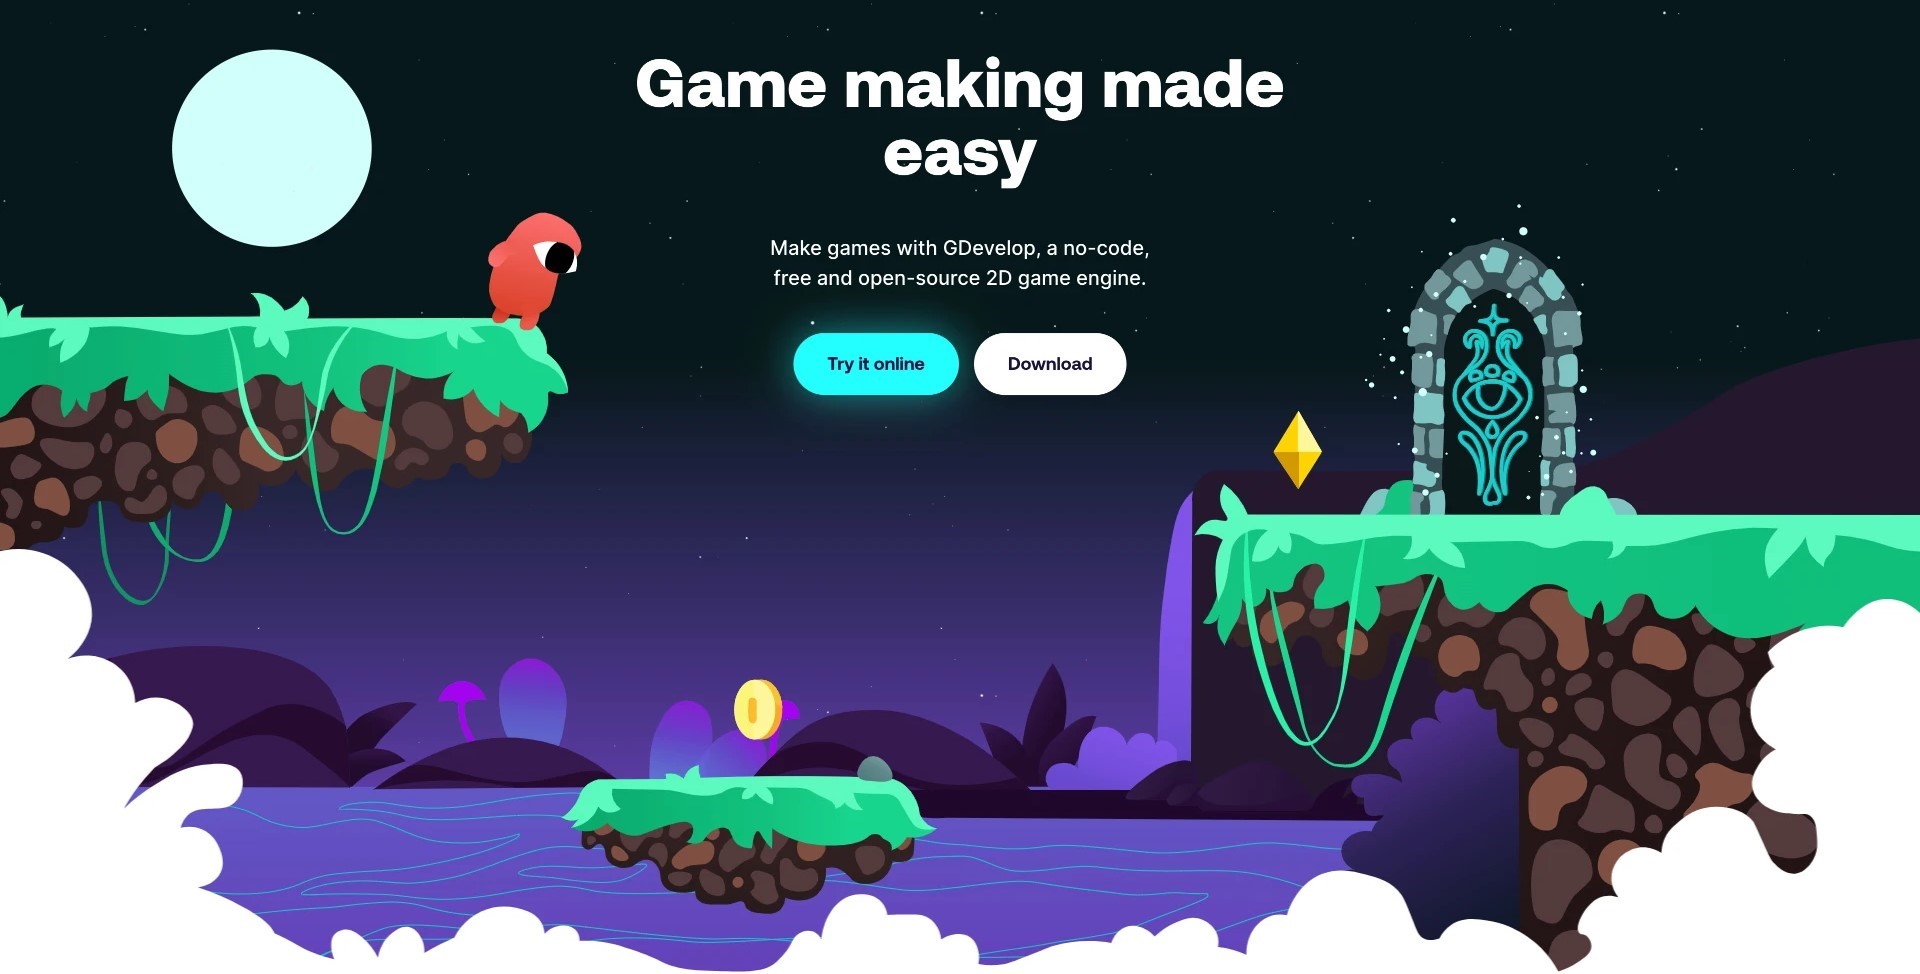 Game making made
easy
Make games with GDevelop, a no-code,
free and open-source 2D game engine.
Try it online
Download